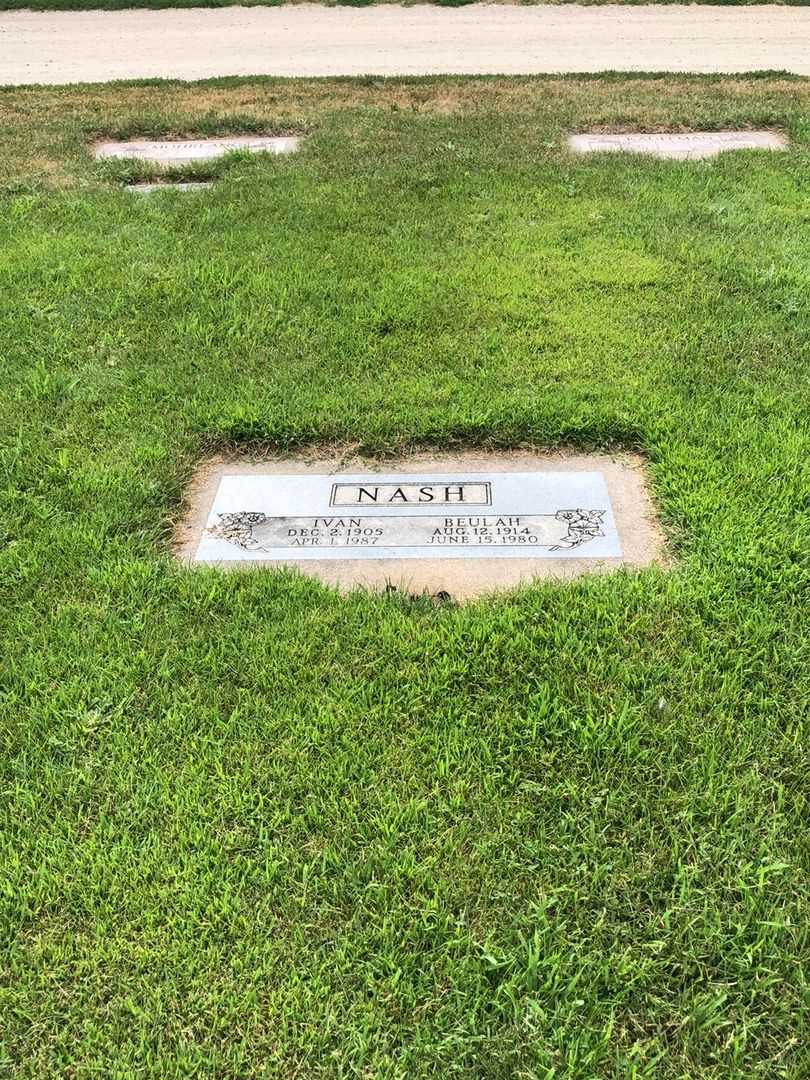 NASH
IVAN
DEC. 2, 1905
APR. 1, 1987
BEULAH
AUG. 12, 1914
JUNE 15, 1980